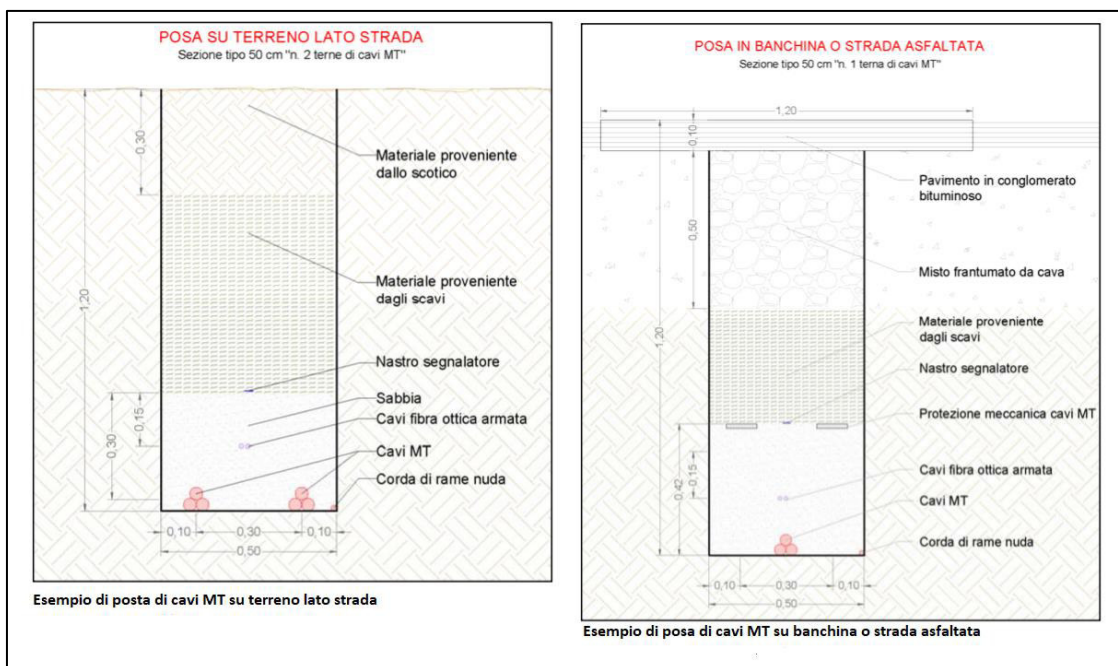 POSA SU TERRENO LATO STRADA
Sezione tipo 50 cm "n. 2 terne di cavi MT"
0,30
1,20
Materiale proveniente
dallo scotico
Materiale proveniente
dagli scavi
Nastro segnalatore
Sabbia
0,15
Cavi fibra ottica armata
0,30
Cavi MT
Corda di rame nuda
0,10
0,30
0,10
0,50
Esempio di posta di cavi MT su terreno lato strada
POSA IN BANCHINA O STRADA ASFALTATA
Sezione tipo 50 cm "n. 1 terna di cavi MT"
1,20
0,10
Pavimento in conglomerato
bituminoso
0,50
Misto frantumato da cava
1,20
Materiale proveniente
dagli scavi
Nastro segnalatore
Protezione meccanica cavi MT
0,15
0,42
Cavi fibra ottica armata
Cavi MT
Corda di rame nuda
0,10
0,30
0,10
0,50
Esempio di posa di cavi MT su banchina o strada asfaltata